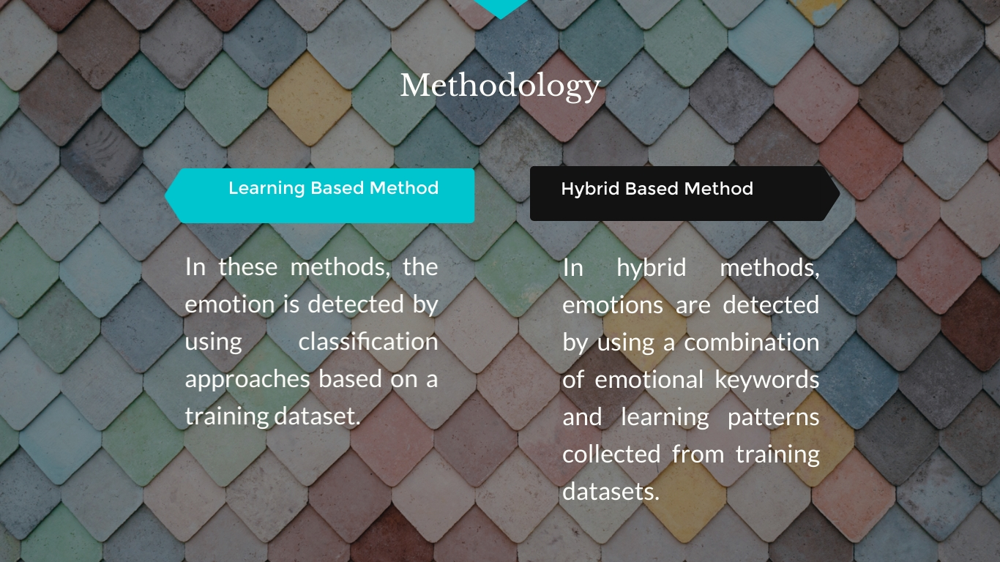 Methodology
Learning Based Method
In these methods, the
emotion is detected by
using classification
approaches based on a
training dataset.
Hybrid Based Method
In hybrid methods,
emotions are detected
by using a combination
of emotional keywords
and learning patterns
collected from training
datasets.